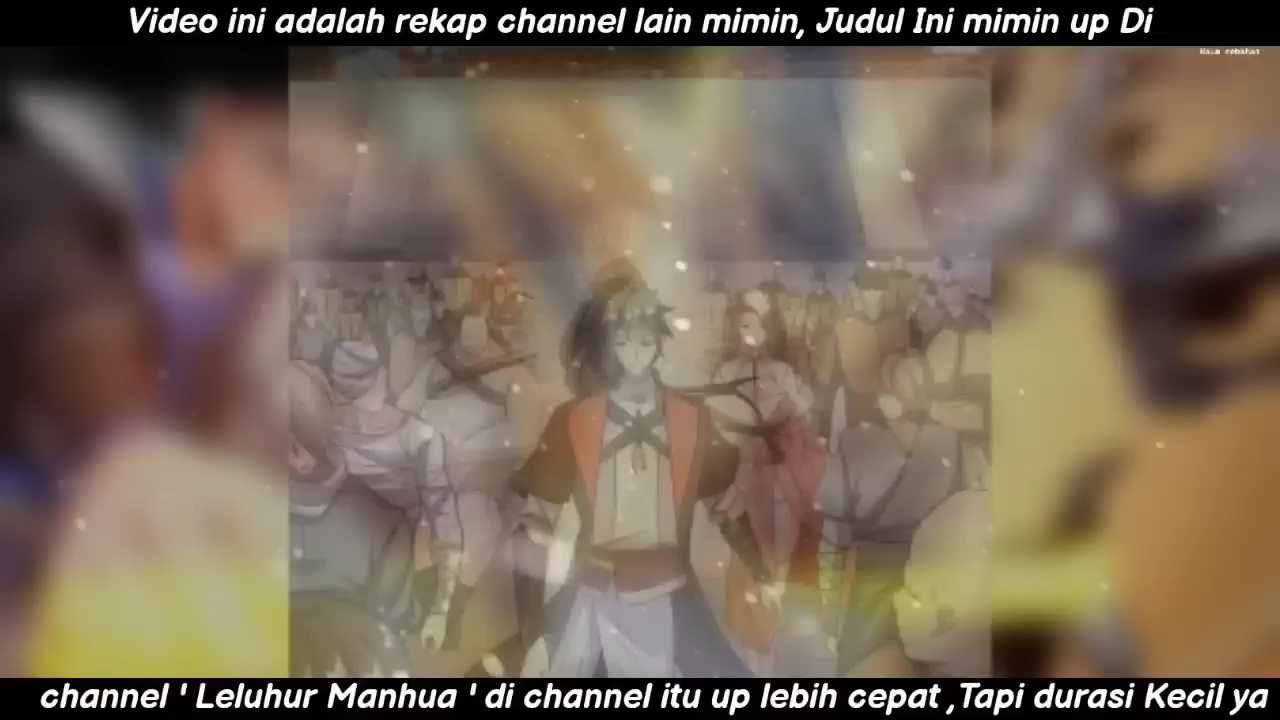 Video ini adalah rekap channel lain mimin, Judul Ini mimin up Di
channel ' Leluhur Manhua ' di channel itu up lebih cepat ,Tapi durasi Kecil ya